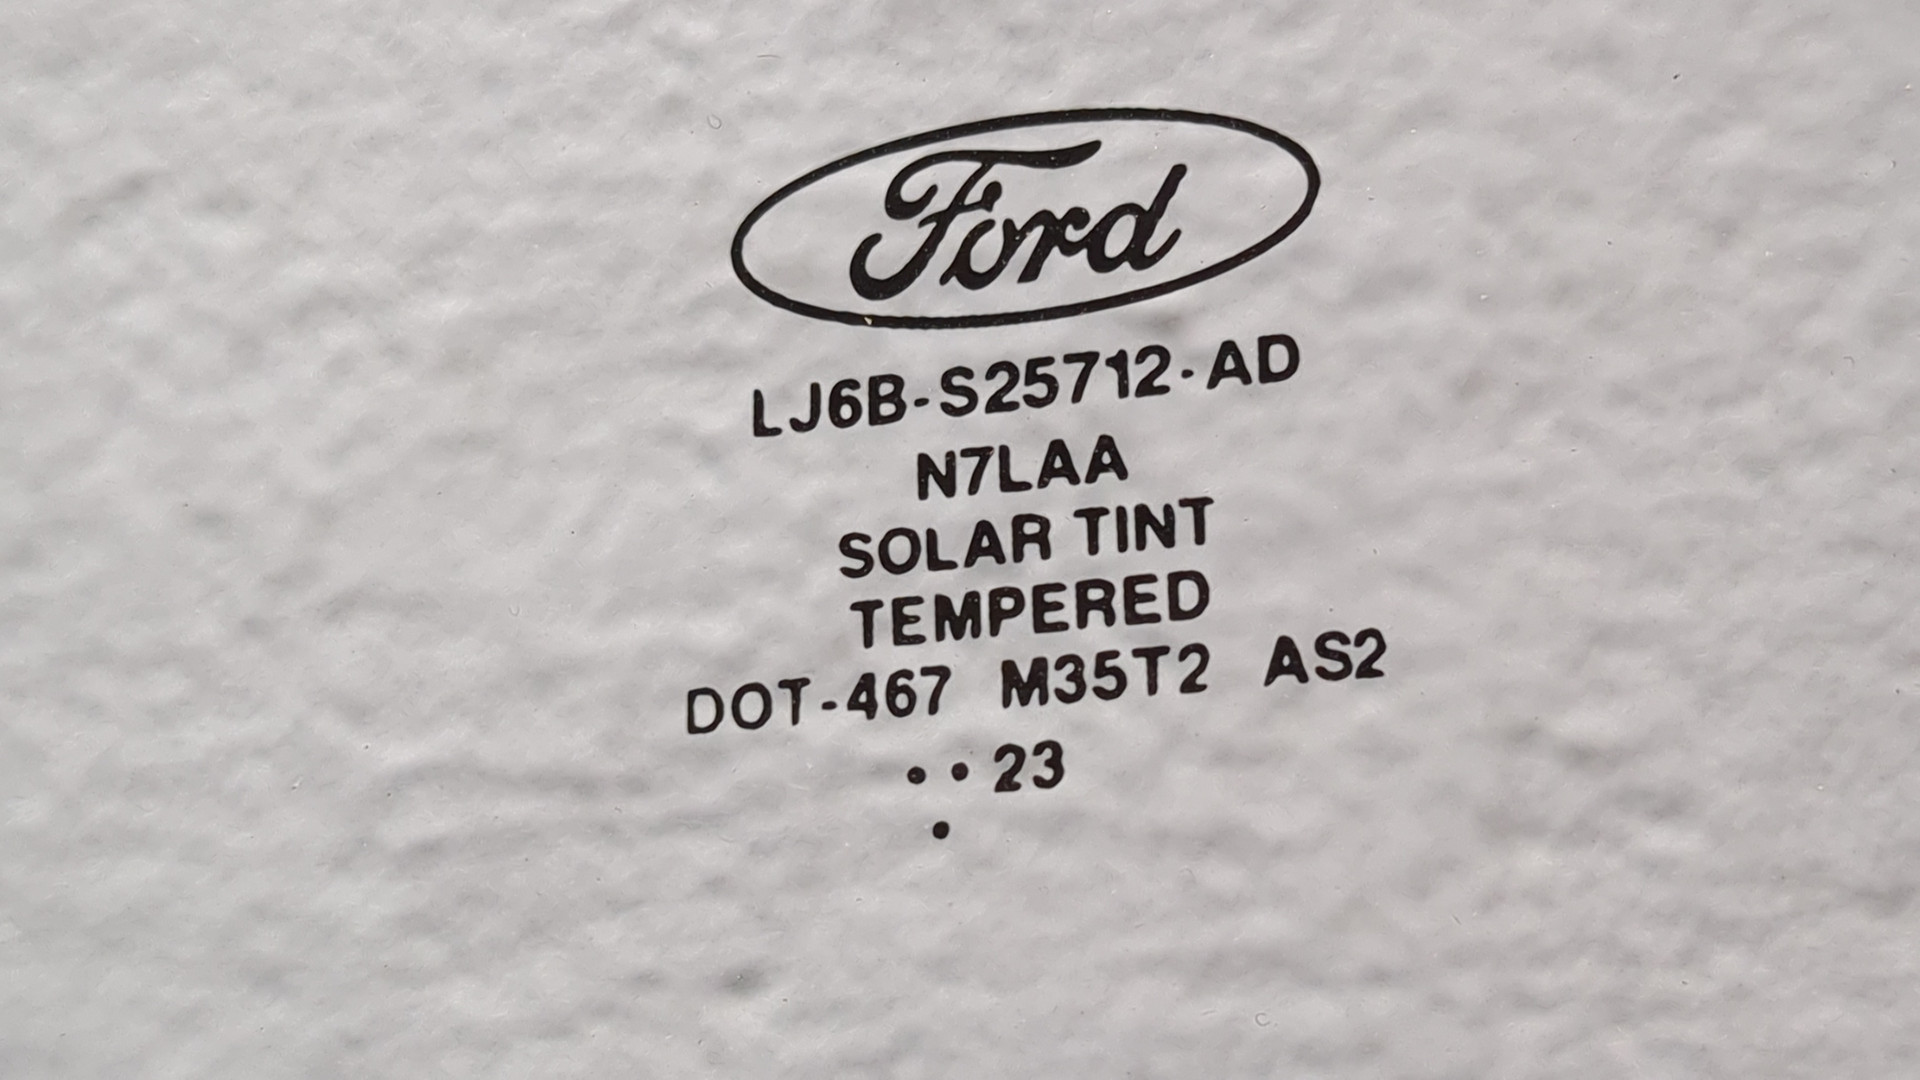 Ford
LJ6B-S25712-AD
N7LAA
SOLAR TINT
TEMPERED
DOT-467 M35T2 AS2
• • 23
•